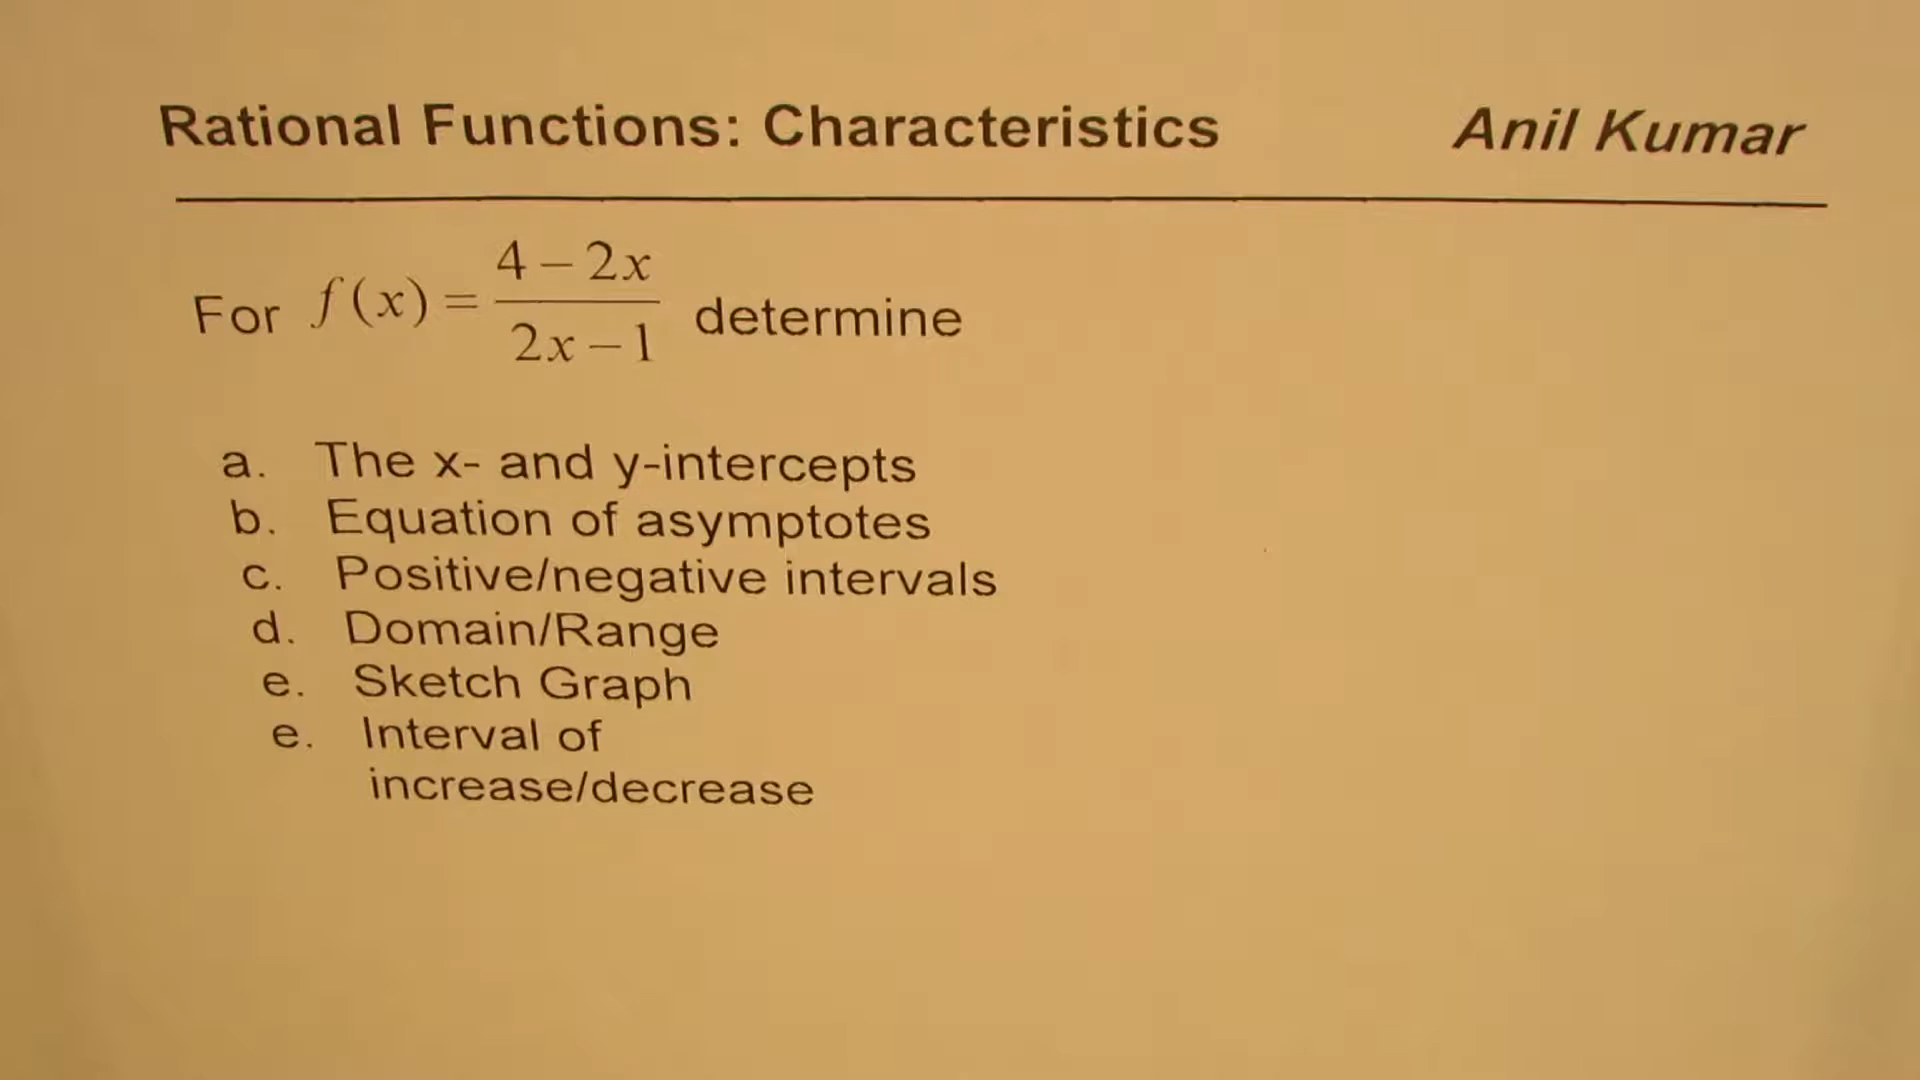 Rational Functions: Characteristics Anil Kumar
For f(x) = (4 – 2x)/(2x – 1) determine
a. The x- and y-intercepts
b. Equation of asymptotes
c. Positive/negative intervals
d. Domain/Range
e. Sketch Graph
e. Interval of
increase/decrease